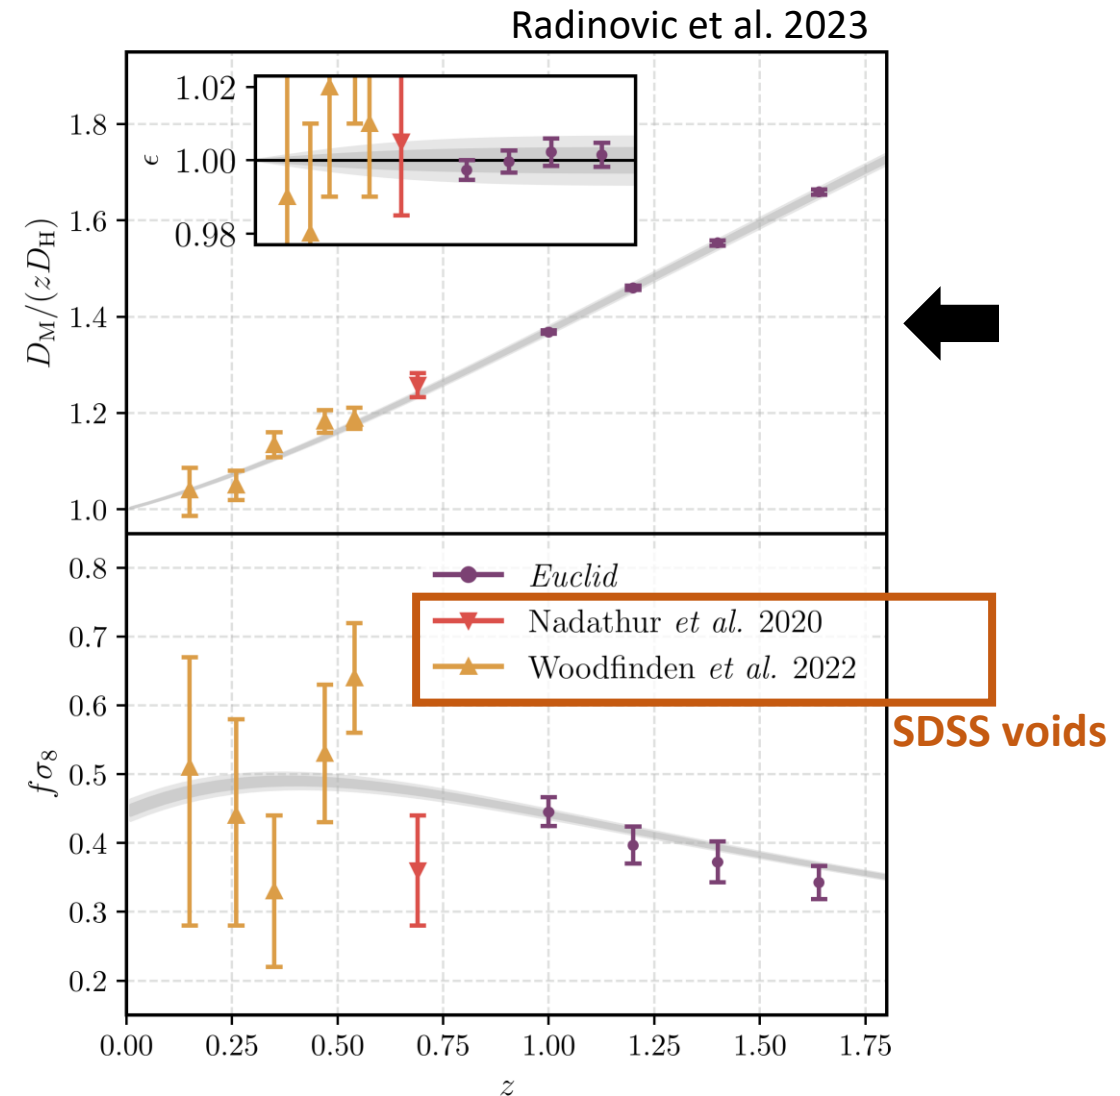 Radinovic et al. 2023
1.02
1.00
0.98
ϵ
1.8
1.6
1.4
1.2
1.0
D_M/(zD_H)
Euclid
Nadathur et al. 2020
Woodfinden et al. 2022
SDSS voids
0.8
0.7
0.6
0.5
0.4
0.3
0.2
fσ₈
0.00 0.25 0.50 0.75 1.00 1.25 1.50 1.75
z